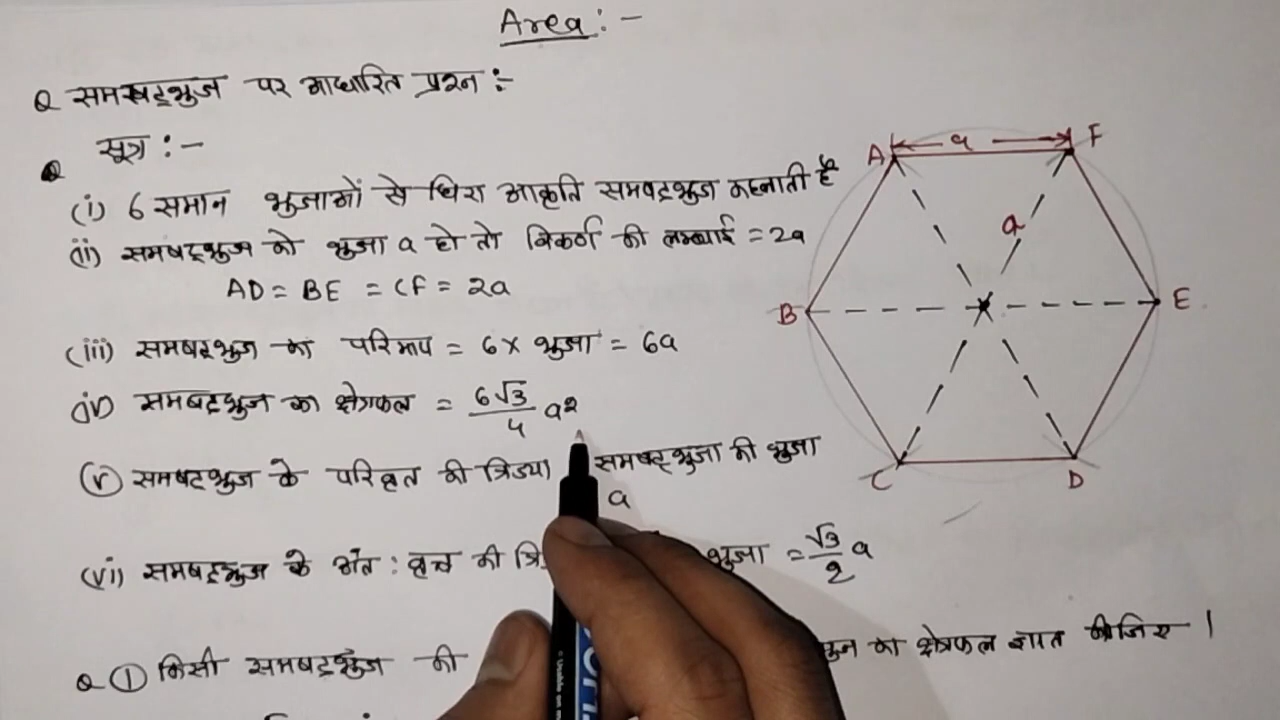 Area :-
Q समषट्भुज पर आधारित प्रश्न :-
सूत्र :-
(i) 6 समान भुजाओं से घिरा आकृति समषट्भुज कहलाती है
(ii) समषट्भुज की भुजा a हो तो विकर्ण की लम्बाई = 2a
AD = BE = CF = 2a
(iii) समषट्भुज का परिमाप = 6 x भुजा = 6a
(iv) समषट्भुज का क्षेत्रफल = 6√3/4 a2
(v) समषट्भुज के परिवृत की त्रिज्या समषट्भुजा की भुजा
a
(vi) समषट्भुज के अंत : वृत्त की भुजा = √3/2 a
Q ① किसी समषट्भुज की का क्षेत्रफल ज्ञात कीजिए ।
A a F
a
B E
C D